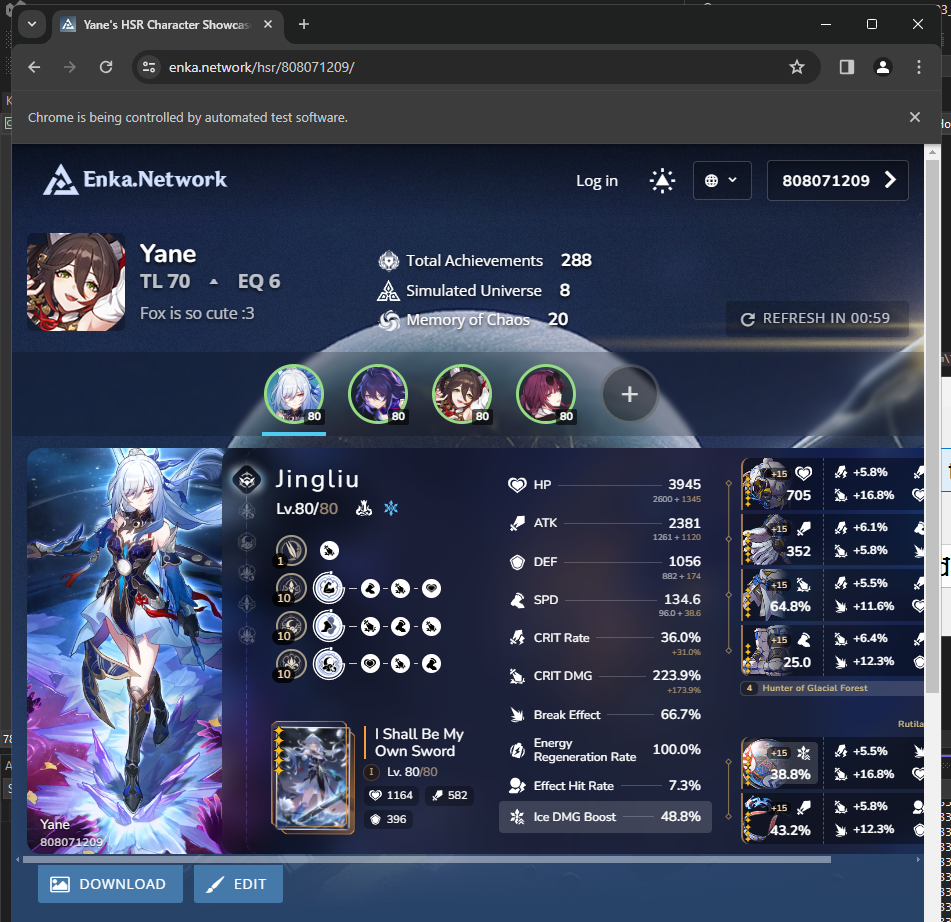 Yane's HSR Character Showcas
enka.network/hsr/808071209/
Chrome is being controlled by automated test software.
Enka.Network
Log in
808071209
Yane
TL 70 EQ 6
Fox is so cute :3
Total Achievements 288
Simulated Universe 8
Memory of Chaos 20
REFRESH IN 00:59
80 80 80 80
Jingliu
Lv.80/80
1
10
10
10
I Shall Be My
Own Sword
I Lv. 80/80
1164 582
396
Yane
808071209
HP 3945
2600 + 1345
ATK 2381
1261 + 1120
DEF 1056
882 + 174
SPD 134.6
96.0 + 38.6
CRIT Rate 36.0%
+31.0%
CRIT DMG 223.9%
+173.9%
Break Effect 66.7%
Energy
Regeneration Rate 100.0%
Effect Hit Rate 7.3%
Ice DMG Boost 48.8%
+15 +5.8%
705 +16.8%
+15 +6.1%
352 +5.8%
+15 +5.5%
64.8% +11.6%
+15 +6.4%
25.0 +12.3%
4 Hunter of Glacial Forest
Rutila
+15 +5.5%
38.8% +16.8%
+15 +5.8%
43.2% +12.3%
DOWNLOAD
EDIT